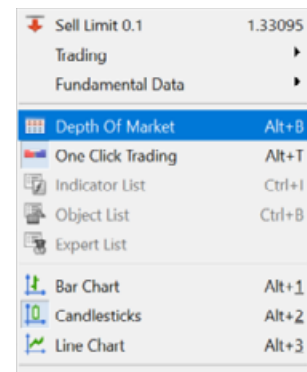 Sell Limit 0.1 1.33095
Trading
Fundamental Data
Depth Of Market Alt+B
One Click Trading Alt+T
Indicator List Ctrl+I
Object List Ctrl+B
Expert List
Bar Chart Alt+1
Candlesticks Alt+2
Line Chart Alt+3